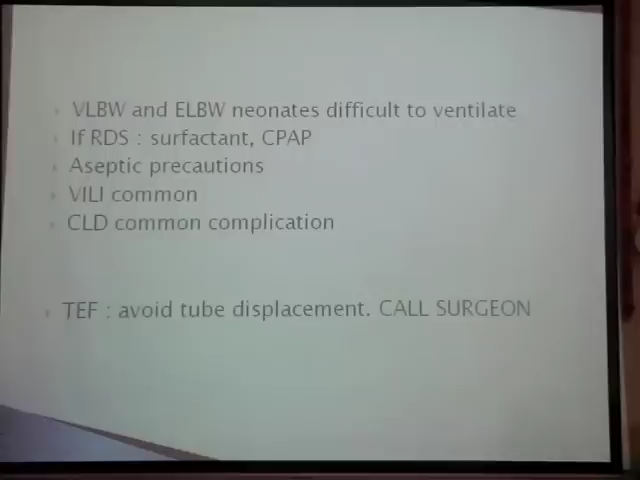 VLBW and ELBW neonates difficult to ventilate
If RDS : surfactant, CPAP
Aseptic precautions
VILI common
CLD common complication
TEF : avoid tube displacement. CALL SURGEON